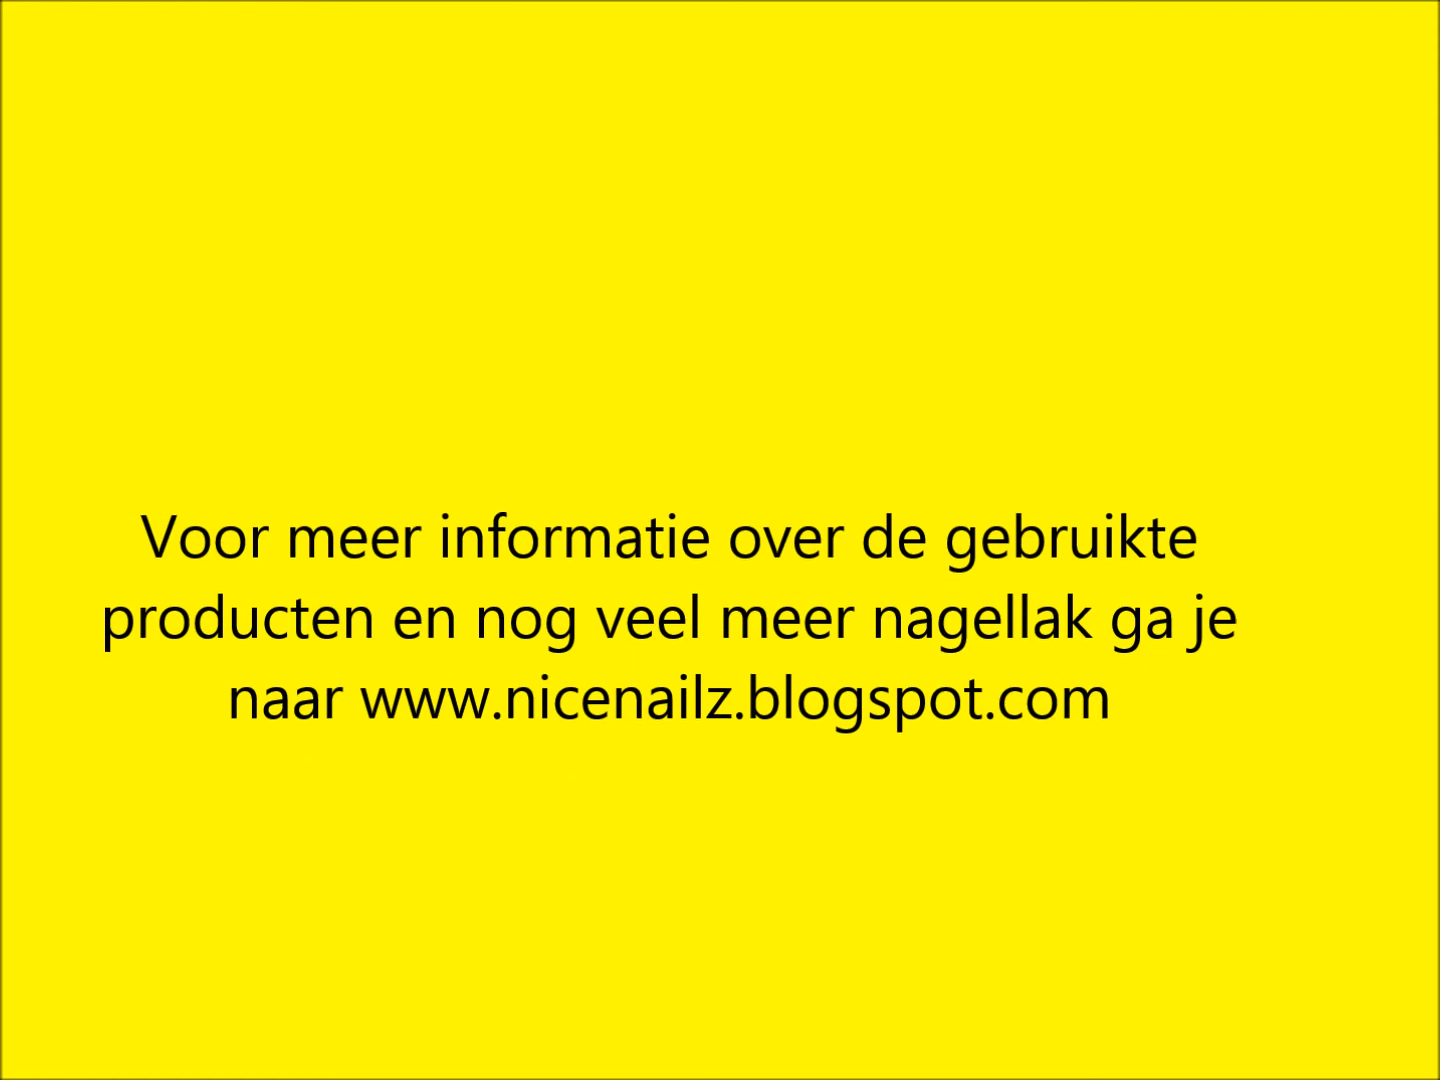 Voor meer informatie over de gebruikte
producten en nog veel meer nagellak ga je
naar www.nicenailz.blogspot.com